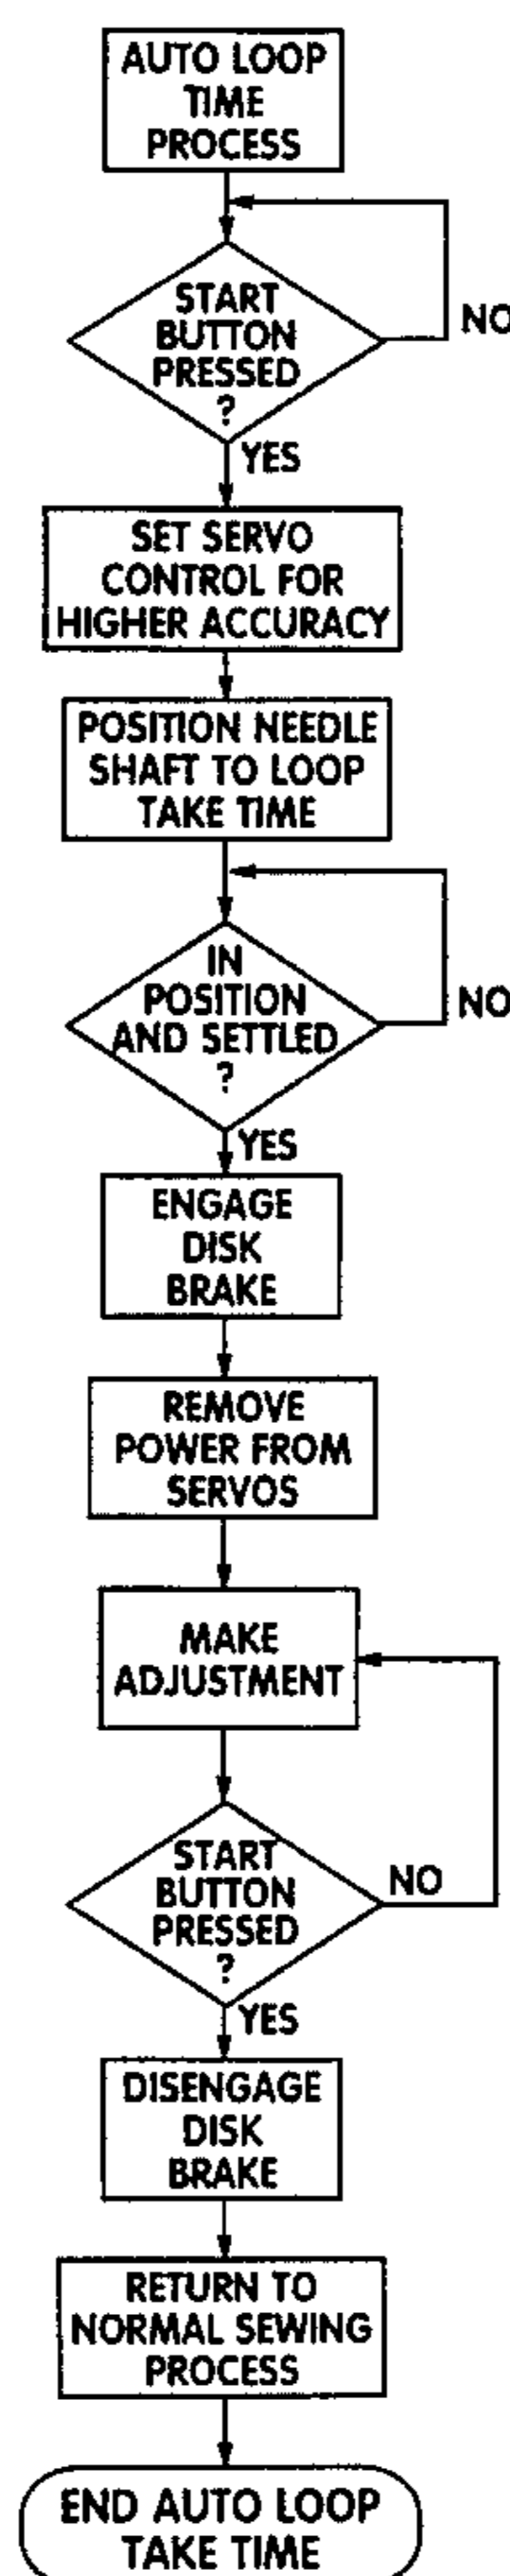 AUTO LOOP
TIME
PROCESS
START
BUTTON
PRESSED
?
NO
YES
SET SERVO
CONTROL FOR
HIGHER ACCURACY
POSITION NEEDLE
SHAFT TO LOOP
TAKE TIME
IN
POSITION
AND SETTLED
?
NO
YES
ENGAGE
DISK
BRAKE
REMOVE
POWER FROM
SERVOS
MAKE
ADJUSTMENT
START
BUTTON
PRESSED
?
NO
YES
DISENGAGE
DISK
BRAKE
RETURN TO
NORMAL SEWING
PROCESS
END AUTO LOOP
TAKE TIME